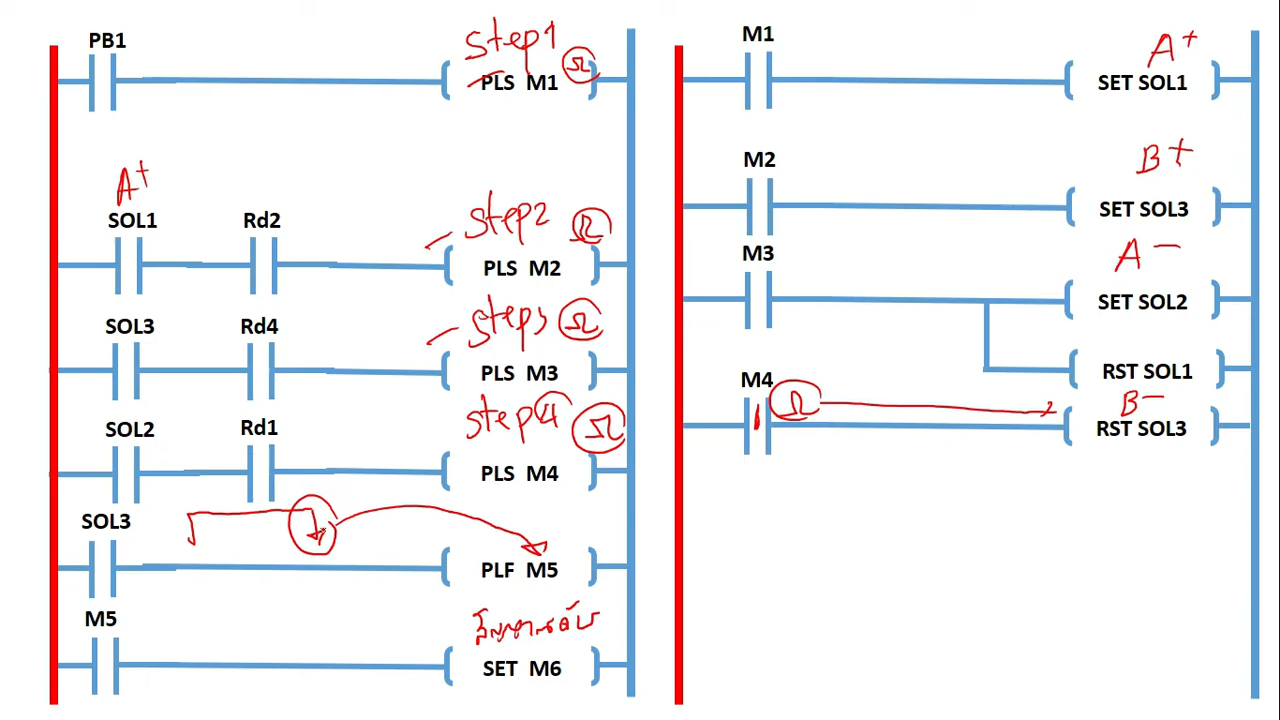 PB1
step1
PLS M1
A+
SOL1 Rd2
step2
PLS M2
SOL3 Rd4
step3
PLS M3
SOL2 Rd1
step4
PLS M4
SOL3
PLF M5
M5
SET M6
M1
A+
SET SOL1
M2
B+
SET SOL3
M3
A-
SET SOL2
RST SOL1
M4
B-
RST SOL3